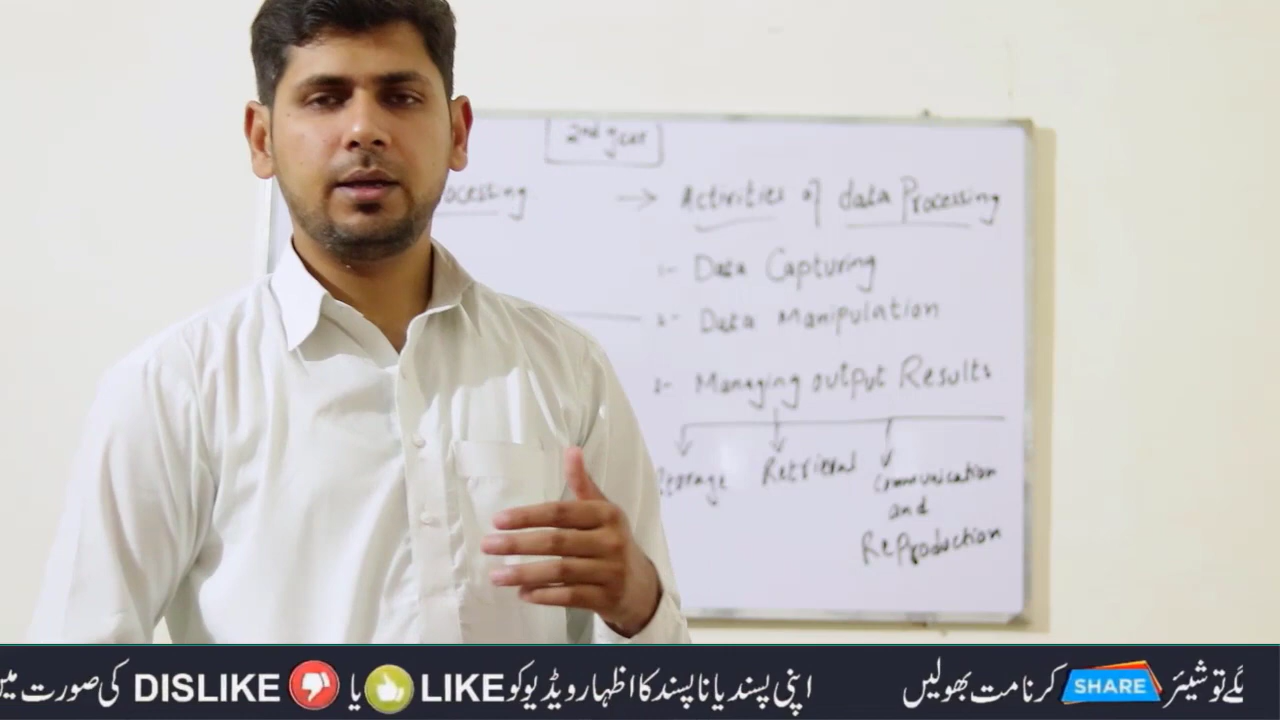 2nd year
ocessing → Activities of data Processing
1- Data Capturing
2- Data Manipulation
3- Managing output Results
Storage Retrieval Communication
and
ReProduction
گے تو شیئر SHARE کرنا مت بھولیں اپنی پسند یا ناپسند کا اظہار ویڈیو کو LIKE یا DISLIKE کی صورت میں